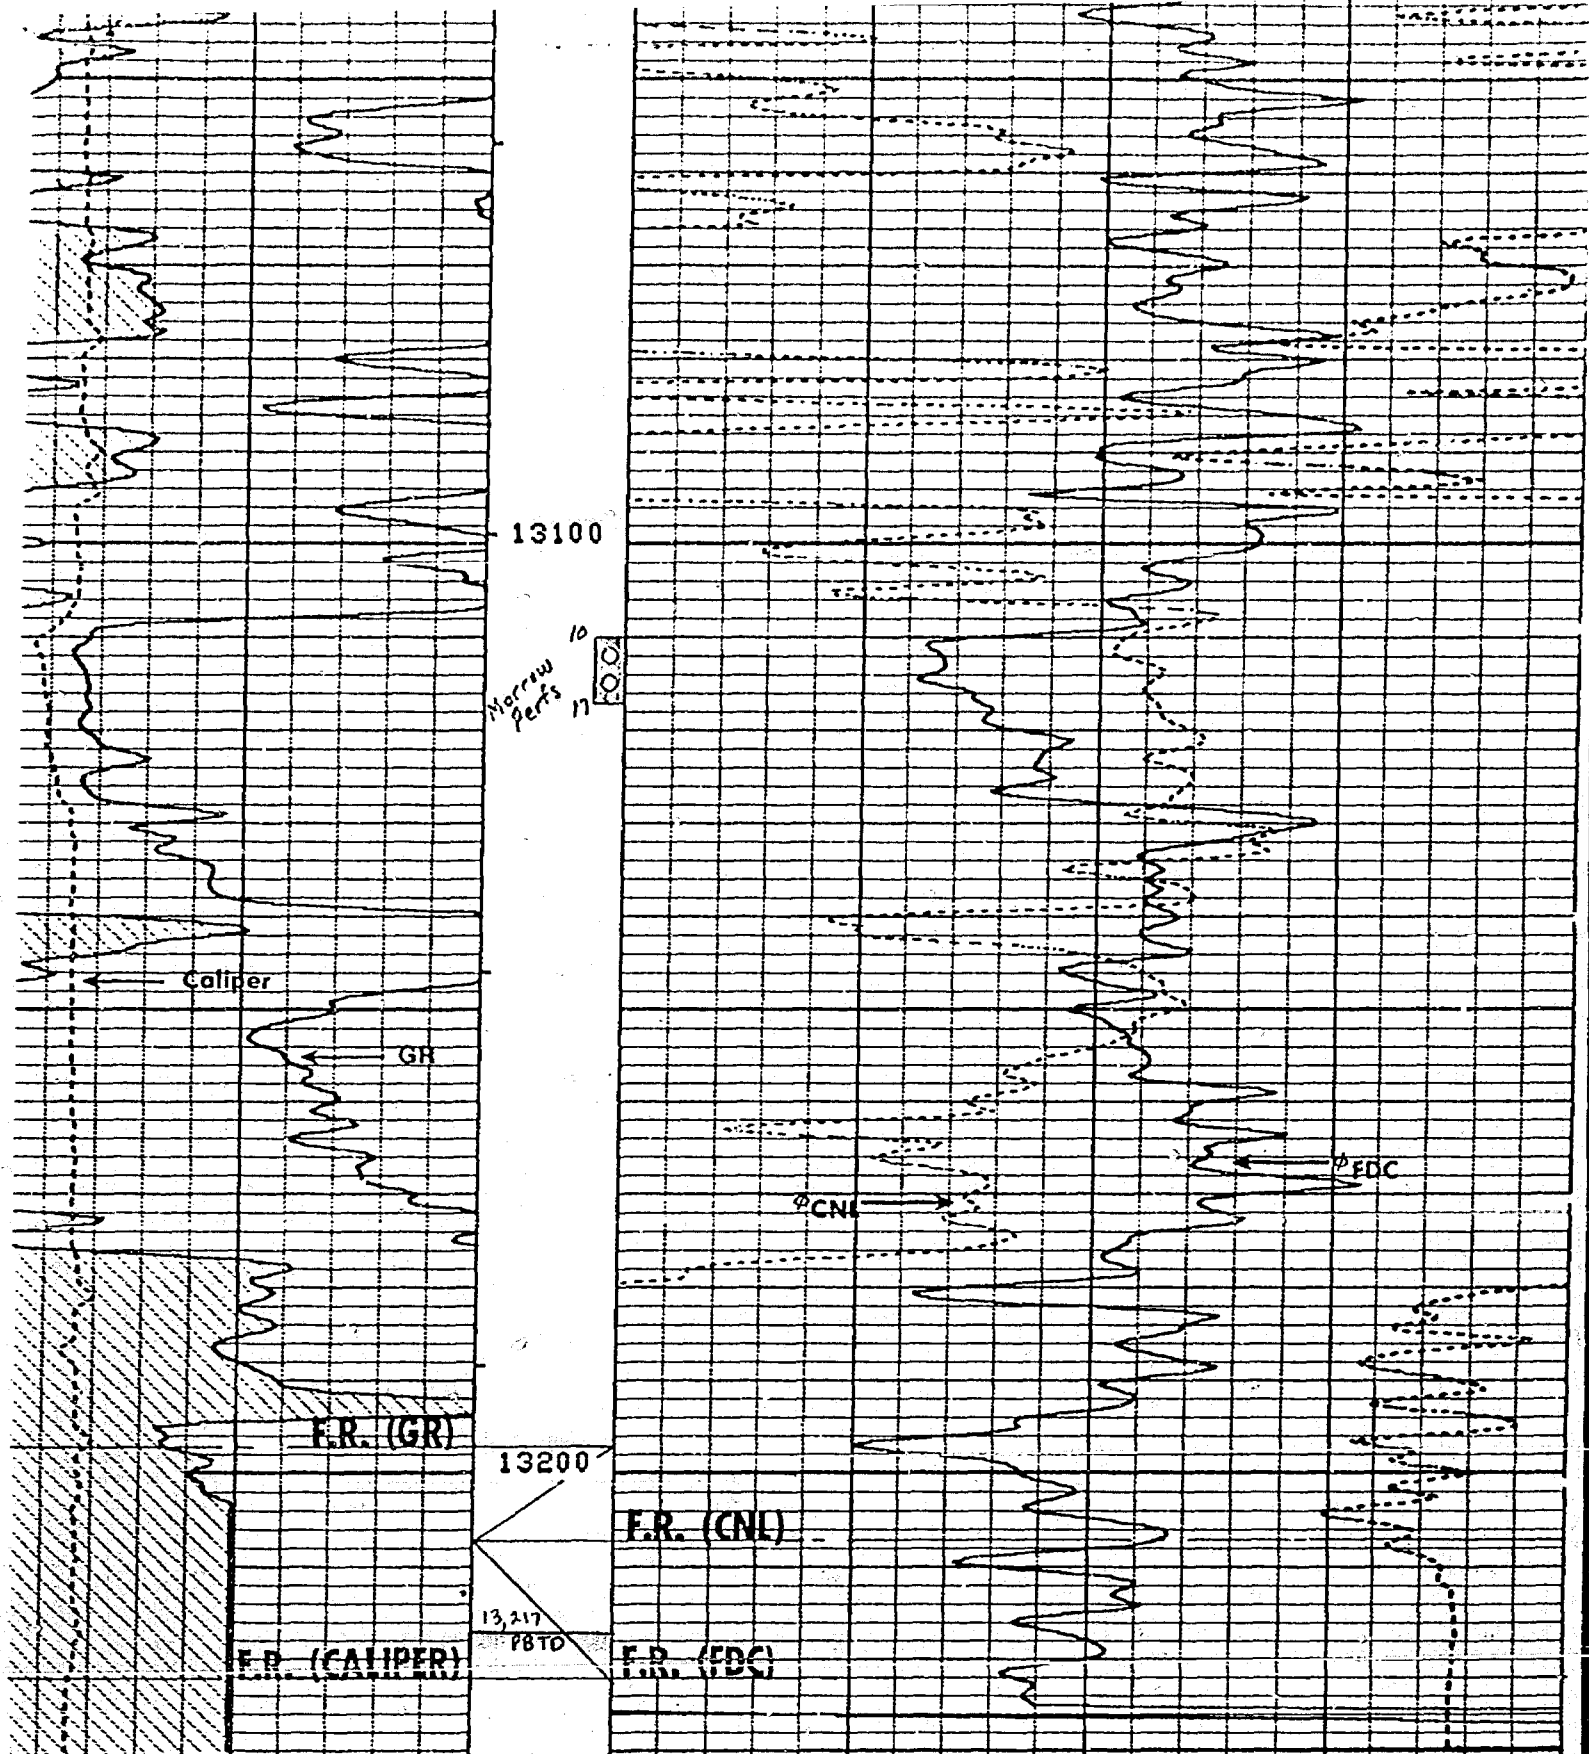 13100
10
Morrow
perfs
17
Caliper
GR
φFDC
φCNL
F.R. (GR)
13200
F.R. (CNL)
13,217
PBTD
F.R. (CALIPER)
F.R. (FDC)